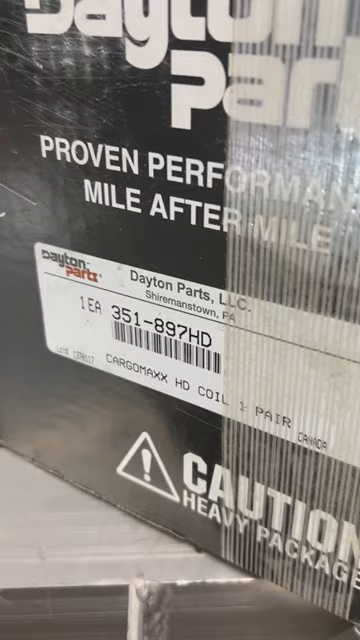 Dayton
Parts
PROVEN PERFORMAN
MILE AFTER MILE
Dayton
Parts
Dayton Parts, LLC.
Shiremanstown, PA
1EA 351-897HD
CARGOMAXX HD COIL 1 PAIR
CANADA
CAUTION
HEAVY PACKAGE